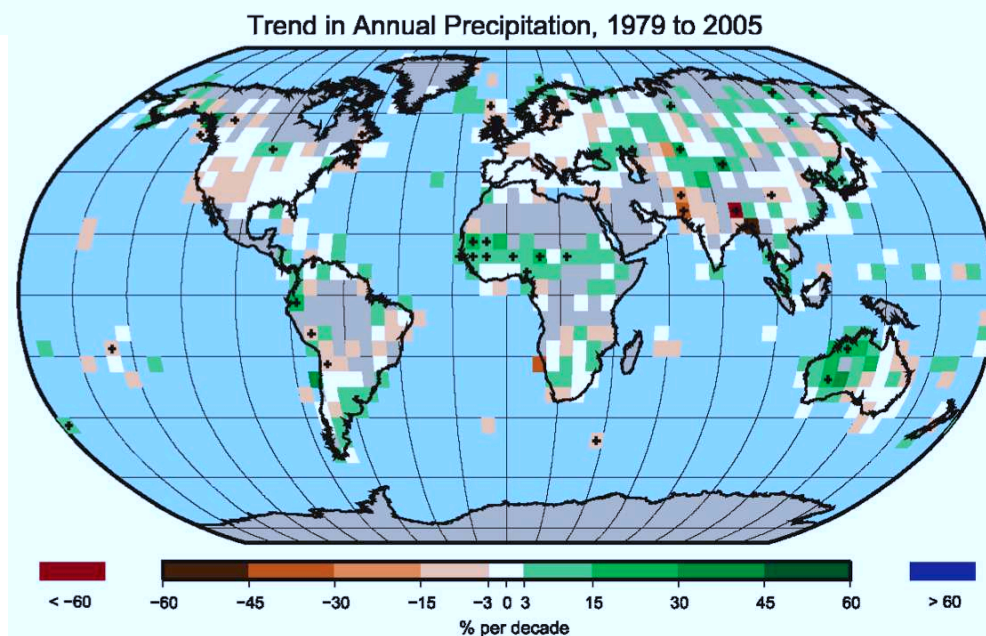 Trend in Annual Precipitation, 1979 to 2005
< −60 −60 −45 −30 −15 −3 0 3 15 30 45 60 > 60
% per decade